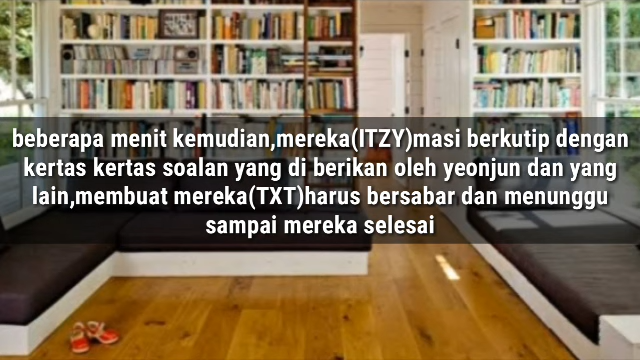 beberapa menit kemudian,mereka(ITZY)masi berkutip dengan
kertas kertas soalan yang di berikan oleh yeonjun dan yang
lain,membuat mereka(TXT)harus bersabar dan menunggu
sampai mereka selesai